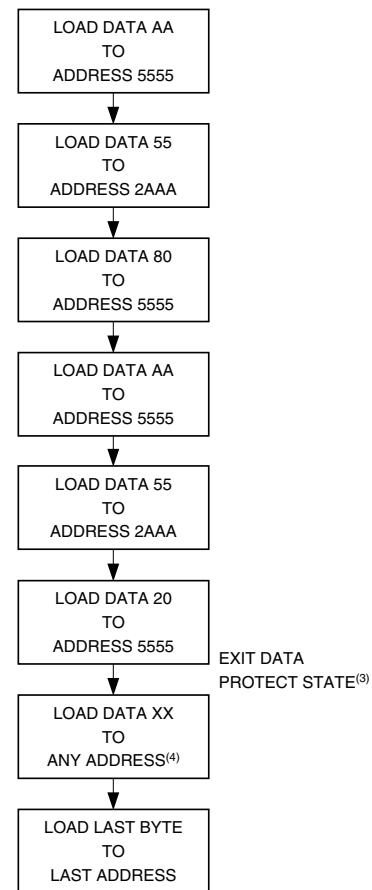 LOAD DATA AA
TO
ADDRESS 5555
LOAD DATA 55
TO
ADDRESS 2AAA
LOAD DATA 80
TO
ADDRESS 5555
LOAD DATA AA
TO
ADDRESS 5555
LOAD DATA 55
TO
ADDRESS 2AAA
LOAD DATA 20
TO
ADDRESS 5555
EXIT DATA
PROTECT STATE(3)
LOAD DATA XX
TO
ANY ADDRESS(4)
LOAD LAST BYTE
TO
LAST ADDRESS